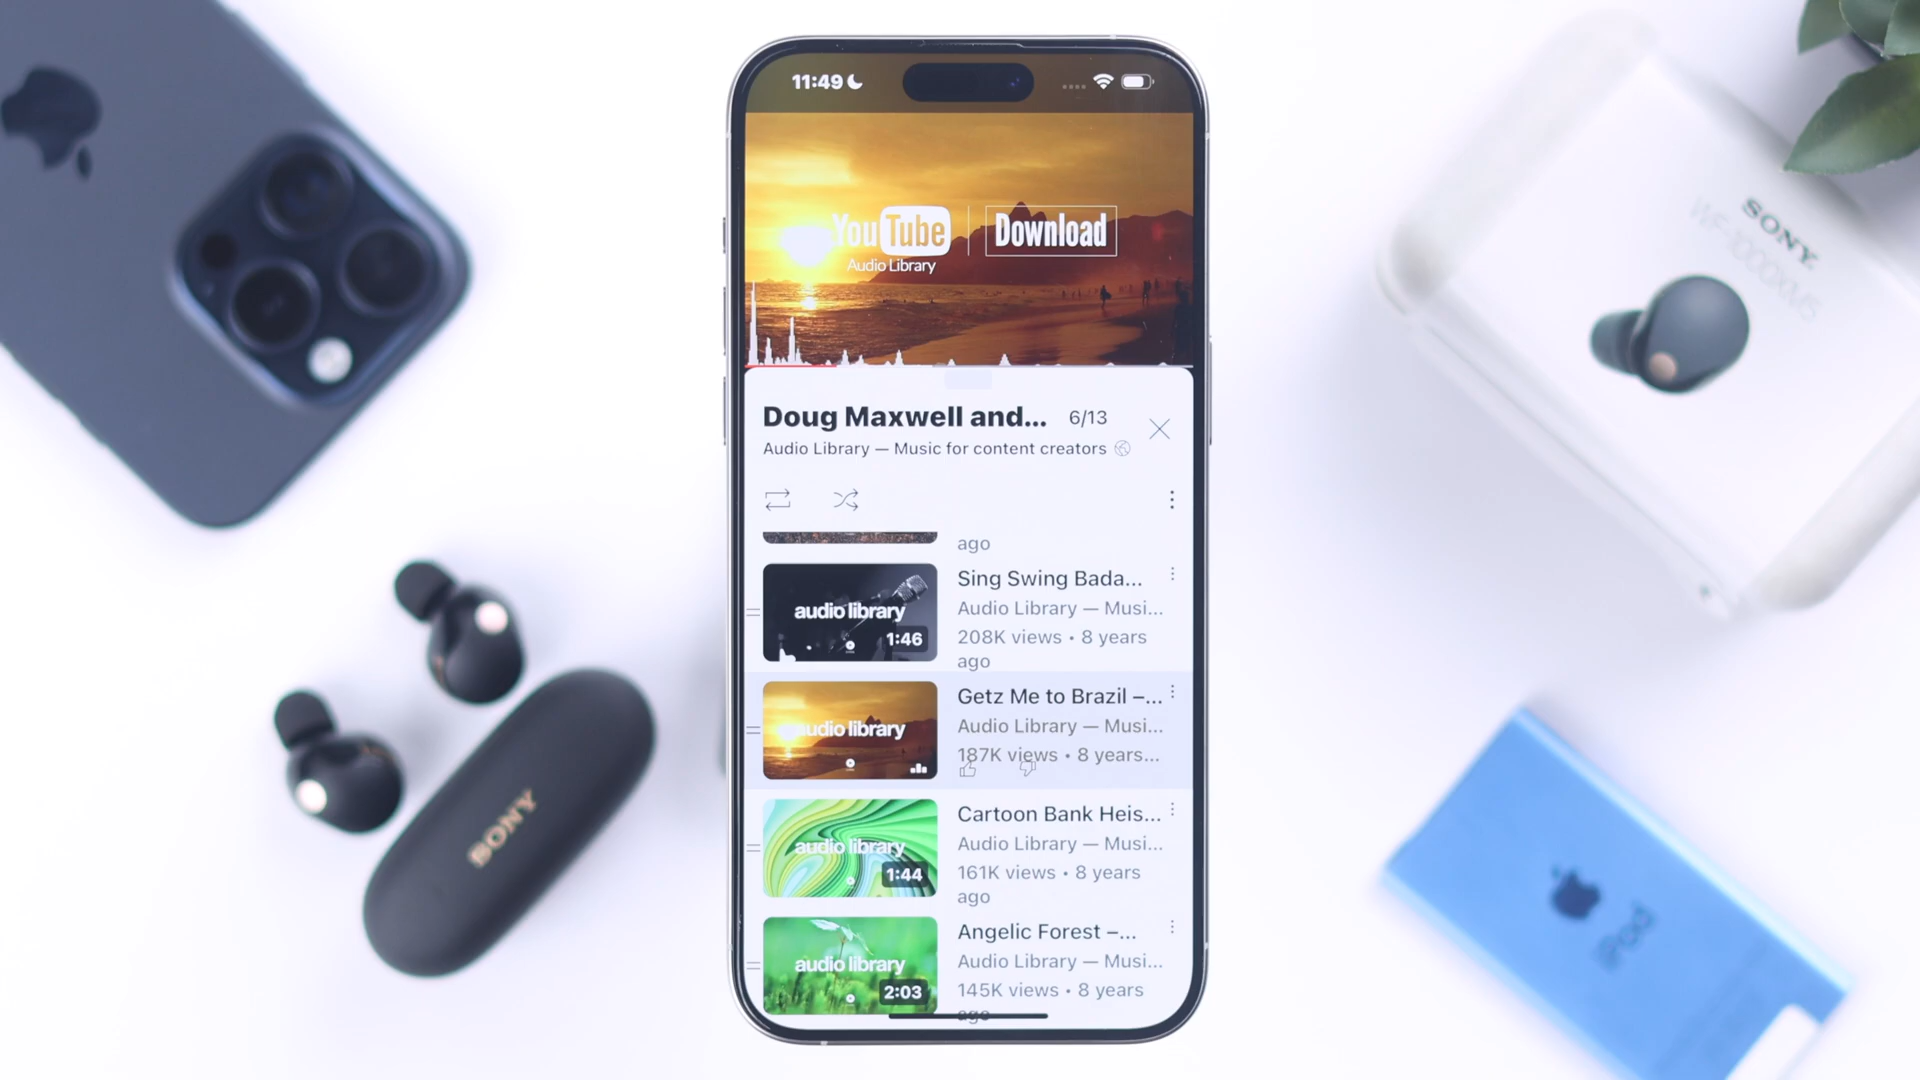 11:49
YouTube
Download
Audio Library
Doug Maxwell and...
6/13
Audio Library — Music for content creators
ago
audio library
1:46
Sing Swing Bada...
Audio Library — Musi...
208K views • 8 years
ago
audio library
Getz Me to Brazil –...
Audio Library — Musi...
187K views • 8 years...
audio library
1:44
Cartoon Bank Heis...
Audio Library — Musi...
161K views • 8 years
ago
audio library
2:03
Angelic Forest –...
Audio Library — Musi...
145K views • 8 years
ago
SONY
SONY
WF-1000XM5
iPod